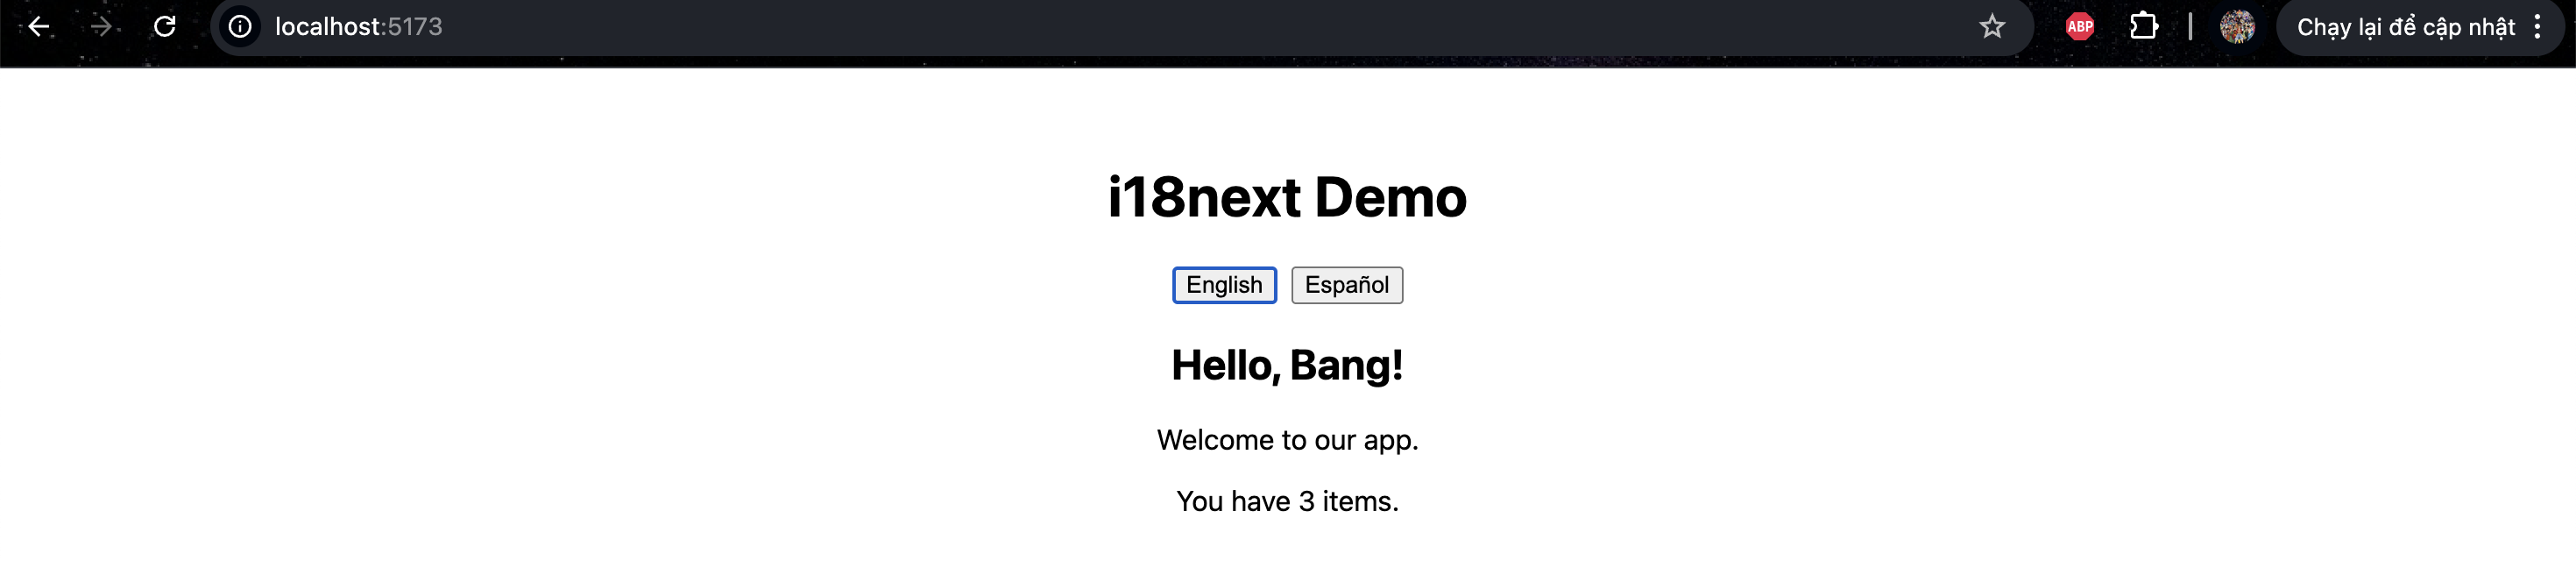 localhost:5173
ABP
Chạy lại để cập nhật
i18next Demo
English
Español
Hello, Bang!
Welcome to our app.
You have 3 items.